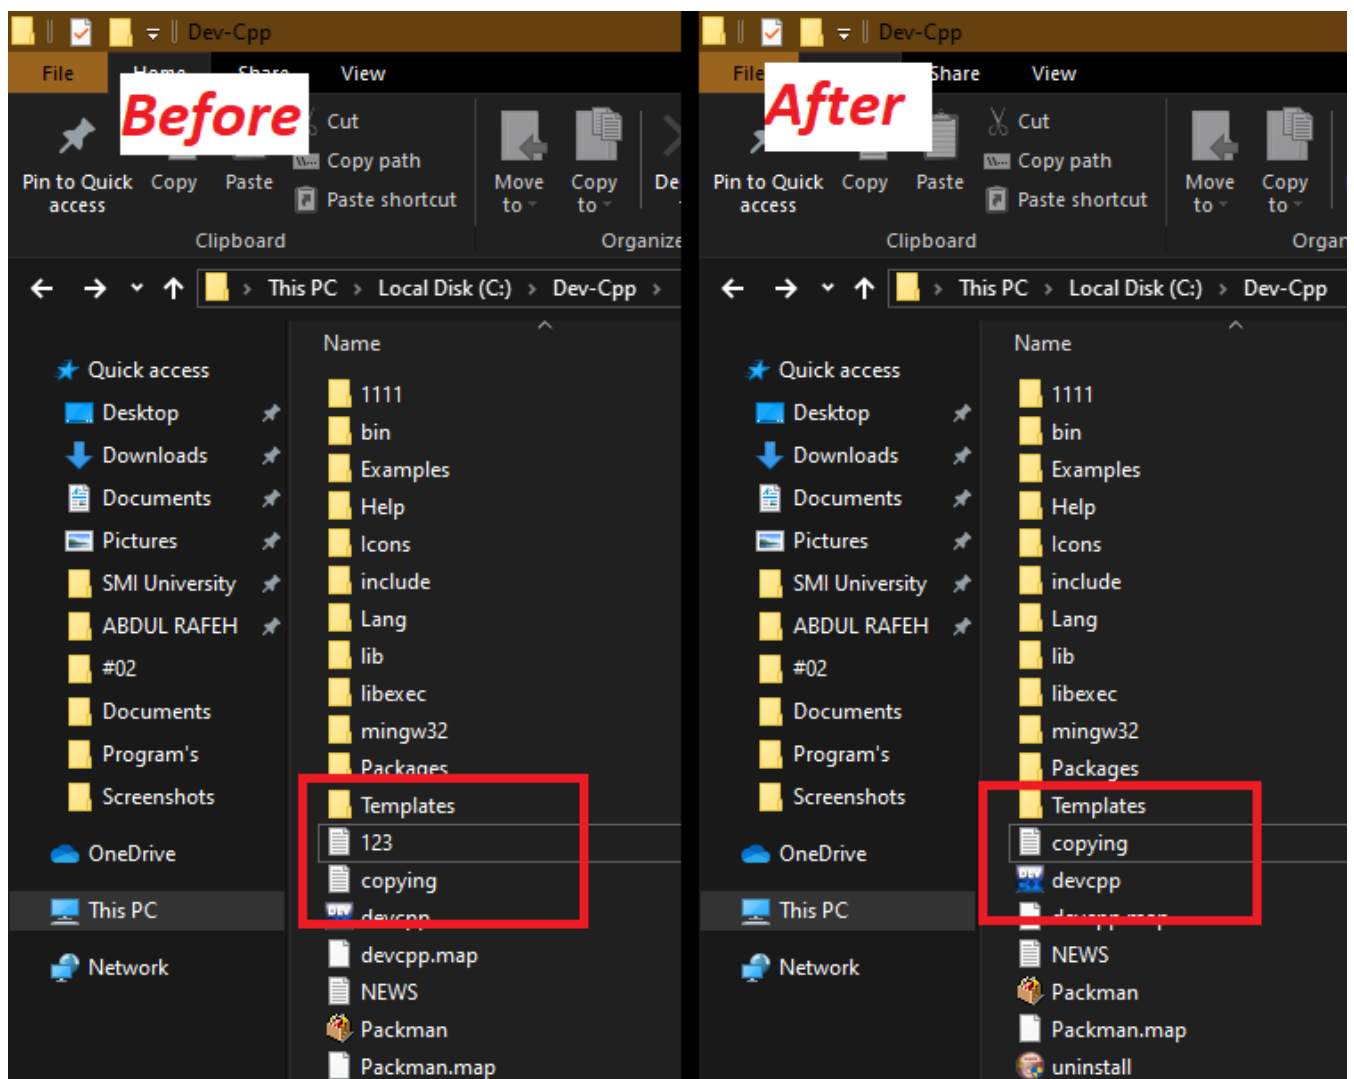 Dev-Cpp
File Home Share View
Before
Cut
Copy path
Paste shortcut
Pin to Quick access
Copy
Paste
Move to
Copy to
De
Clipboard
Organize
This PC > Local Disk (C:) > Dev-Cpp >
Quick access
Desktop
Downloads
Documents
Pictures
SMI University
ABDUL RAFEH
#02
Documents
Program's
Screenshots
OneDrive
This PC
Network
Name
1111
bin
Examples
Help
Icons
include
Lang
lib
libexec
mingw32
Packages
Templates
123
copying
devcpp
devcpp.map
NEWS
Packman
Packman.map
Dev-Cpp
File Share View
After
Cut
Copy path
Paste shortcut
Pin to Quick access
Copy
Paste
Move to
Copy to
Clipboard
Organ
This PC > Local Disk (C:) > Dev-Cpp
Quick access
Desktop
Downloads
Documents
Pictures
SMI University
ABDUL RAFEH
#02
Documents
Program's
Screenshots
OneDrive
This PC
Network
Name
1111
bin
Examples
Help
Icons
include
Lang
lib
libexec
mingw32
Packages
Templates
copying
devcpp
devcpp.map
NEWS
Packman
Packman.map
uninstall